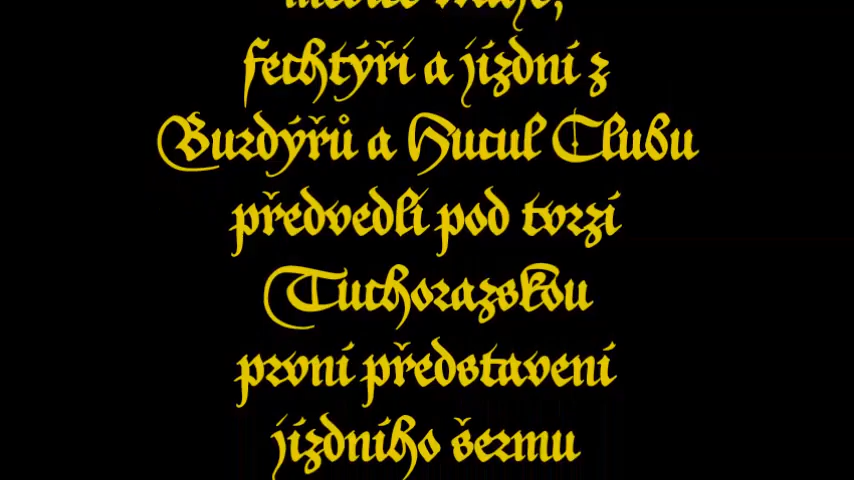 fechtýři a jízdní z
Burdýřů a Hucul Clubu
předvedli pod tvrzí
Tuchorazskou
první představení
jízdního šermu